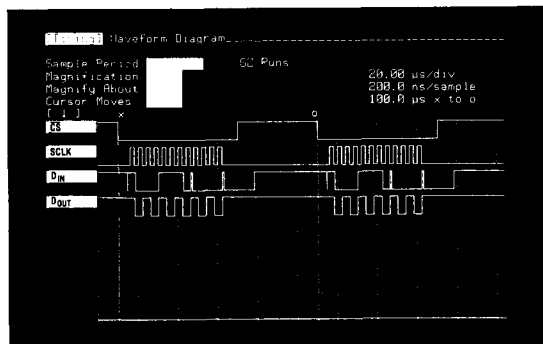 [Timing] Waveform Diagram
Sample Period
Magnification
Magnify About
Cursor Moves
Runs
20.00 µs/div
200.0 ns/sample
100.0 µs x to o
x
o
CS
SCLK
DIN
DOUT